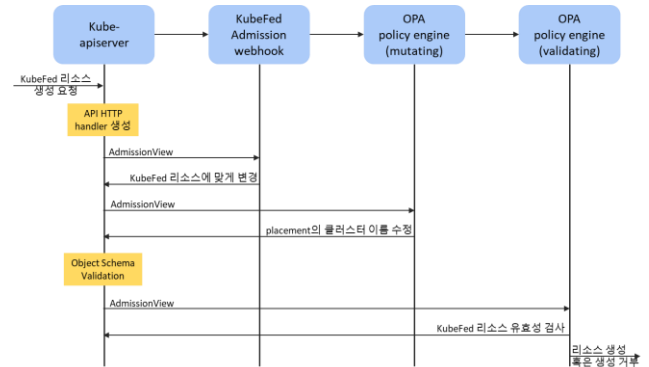 Kube-
apiserver
KubeFed
Admission
webhook
OPA
policy engine
(mutating)
OPA
policy engine
(validating)
KubeFed 리소스
생성 요청
API HTTP
handler 생성
AdmissionView
KubeFed 리소스에 맞게 변경
AdmissionView
placement의 클러스터 이름 수정
Object Schema
Validation
AdmissionView
KubeFed 리소스 유효성 검사
리소스 생성
혹은 생성 거부